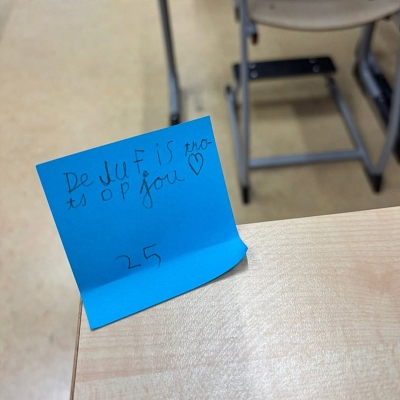 De JUF is tro-
ts OP jou ♡
25